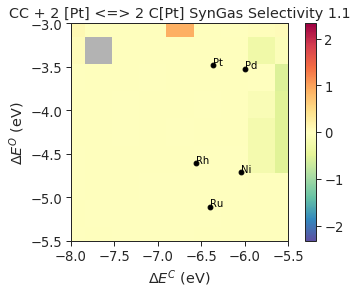 CC + 2 [Pt] <=> 2 C[Pt] SynGas Selectivity 1.1
−3.0
−3.5
−4.0
−4.5
−5.0
−5.5
ΔE^O (eV)
Pt
Pd
Rh
Ni
Ru
−8.0 −7.5 −7.0 −6.5 −6.0 −5.5
ΔE^C (eV)
2
1
0
−1
−2